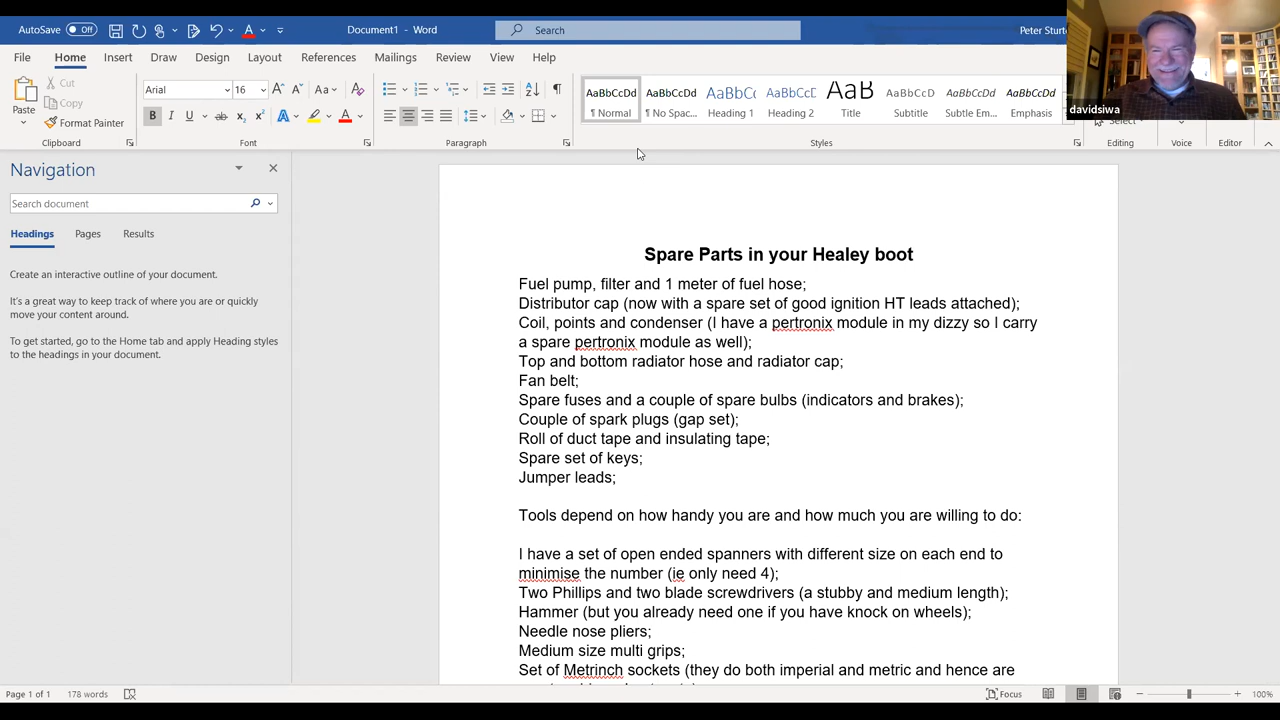 AutoSave Off
Document1 - Word
Search
Peter Sturt
davidsiwa
File Home Insert Draw Design Layout References Mailings Review View Help
Paste
Cut
Copy
Format Painter
Clipboard
Arial 16
Font
Paragraph
AaBbCcDd AaBbCcDd AaBbCc AaBbCcD AaB AaBbCcD AaBbCcDd AaBbCcDd
¶ Normal ¶ No Spac... Heading 1 Heading 2 Title Subtitle Subtle Em... Emphasis
Styles
Select
Editing
Voice
Editor
Navigation
Search document
Headings Pages Results
Create an interactive outline of your document.
It's a great way to keep track of where you are or quickly
move your content around.
To get started, go to the Home tab and apply Heading styles
to the headings in your document.
Spare Parts in your Healey boot
Fuel pump, filter and 1 meter of fuel hose;
Distributor cap (now with a spare set of good ignition HT leads attached);
Coil, points and condenser (I have a pertronix module in my dizzy so I carry
a spare pertronix module as well);
Top and bottom radiator hose and radiator cap;
Fan belt;
Spare fuses and a couple of spare bulbs (indicators and brakes);
Couple of spark plugs (gap set);
Roll of duct tape and insulating tape;
Spare set of keys;
Jumper leads;
Tools depend on how handy you are and how much you are willing to do:
I have a set of open ended spanners with different size on each end to
minimise the number (ie only need 4);
Two Phillips and two blade screwdrivers (a stubby and medium length);
Hammer (but you already need one if you have knock on wheels);
Needle nose pliers;
Medium size multi grips;
Set of Metrinch sockets (they do both imperial and metric and hence are
Page 1 of 1 178 words
Focus
100%